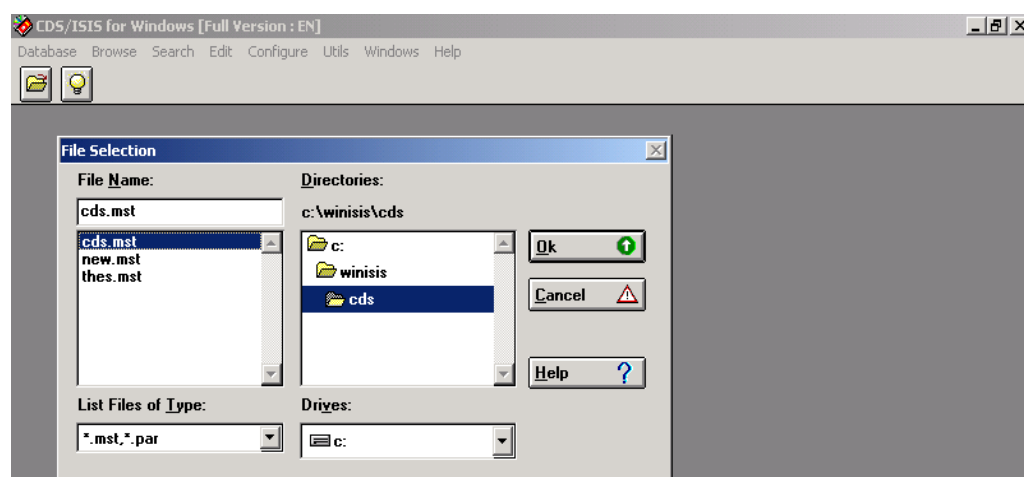 CDS/ISIS for Windows [Full Version : EN]
Database Browse Search Edit Configure Utils Windows Help
File Selection
File Name:
Directories:
cds.mst
c:\winisis\cds
cds.mst
new.mst
thes.mst
c:
winisis
cds
Ok
Cancel
Help
List Files of Type:
Drives:
*.mst,*.par
c: